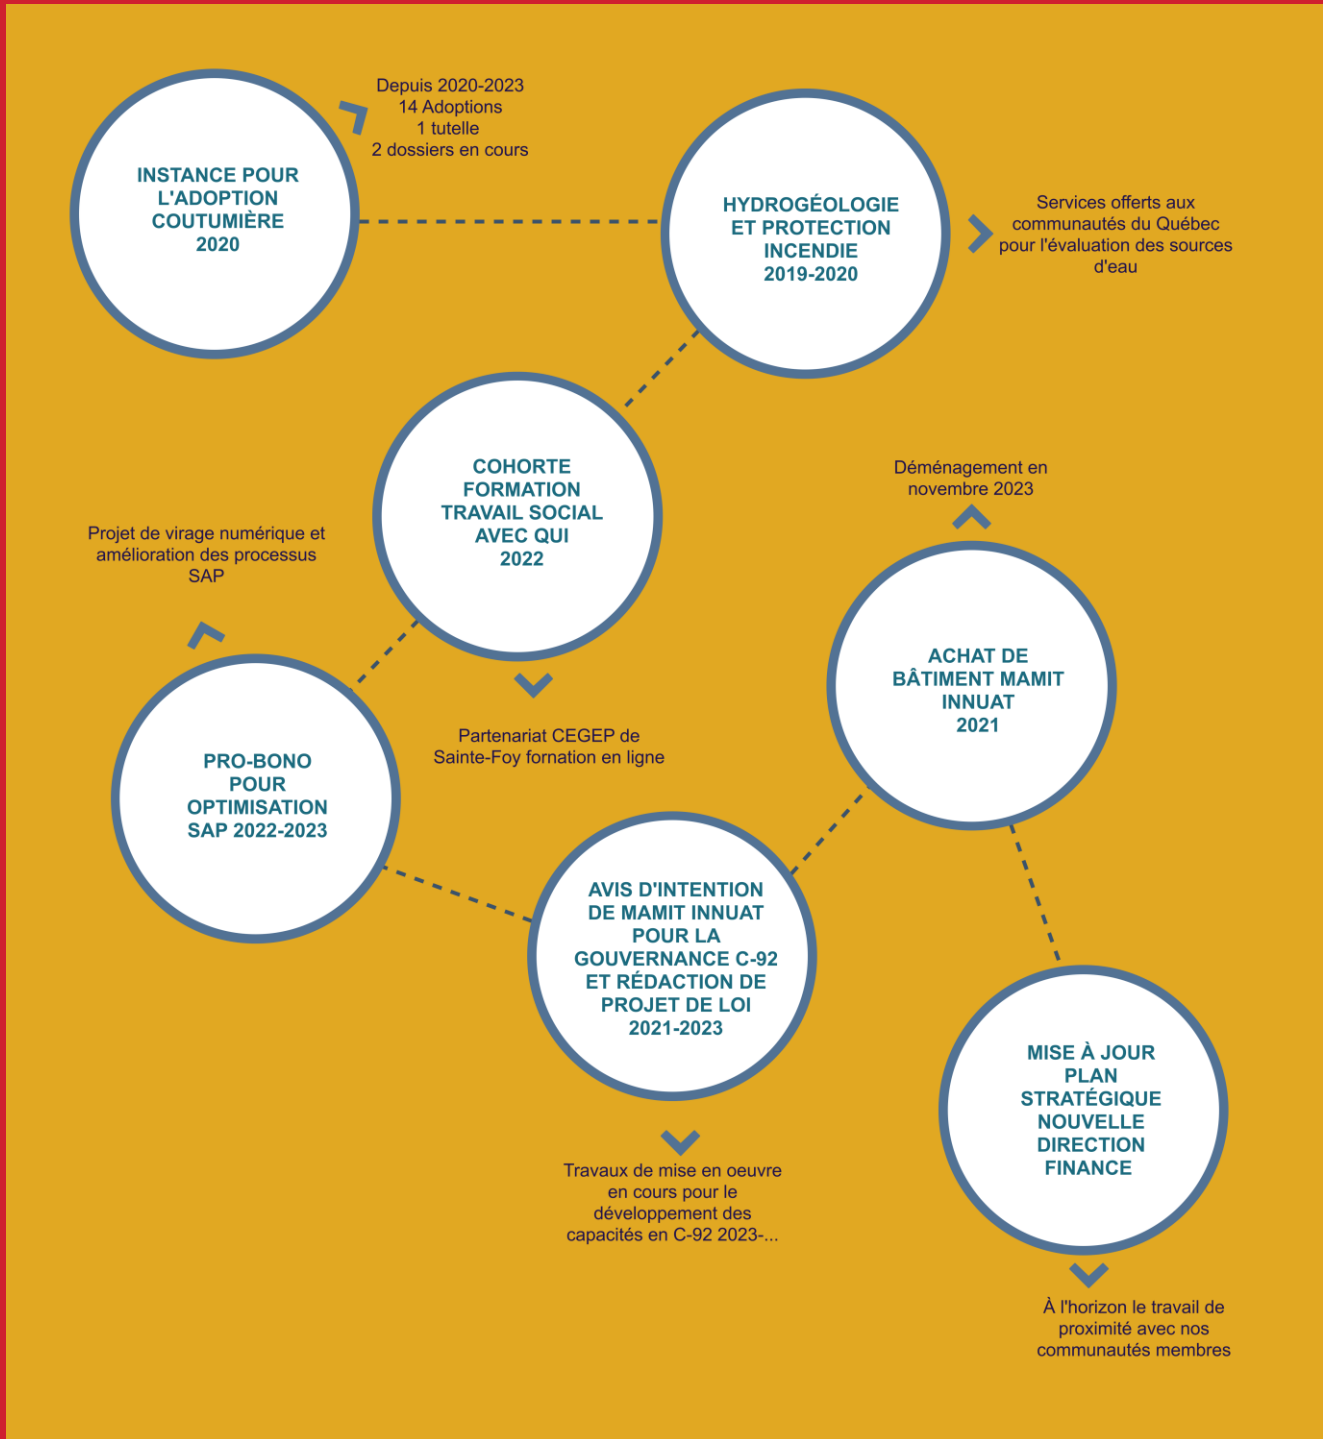 INSTANCE POUR
L'ADOPTION
COUTUMIÈRE
2020
Depuis 2020-2023
14 Adoptions
1 tutelle
2 dossiers en cours
HYDROGÉOLOGIE
ET PROTECTION
INCENDIE
2019-2020
Services offerts aux
communautés du Québec
pour l'évaluation des sources
d'eau
COHORTE
FORMATION
TRAVAIL SOCIAL
AVEC QUI
2022
Partenariat CEGEP de
Sainte-Foy fornation en ligne
Projet de virage numérique et
amélioration des processus
SAP
PRO-BONO
POUR
OPTIMISATION
SAP 2022-2023
AVIS D'INTENTION
DE MAMIT INNUAT
POUR LA
GOUVERNANCE C-92
ET RÉDACTION DE
PROJET DE LOI
2021-2023
Travaux de mise en oeuvre
en cours pour le
développement des
capacités en C-92 2023-...
Déménagement en
novembre 2023
ACHAT DE
BÂTIMENT MAMIT
INNUAT
2021
MISE À JOUR
PLAN
STRATÉGIQUE
NOUVELLE
DIRECTION
FINANCE
À l'horizon le travail de
proximité avec nos
communautés membres